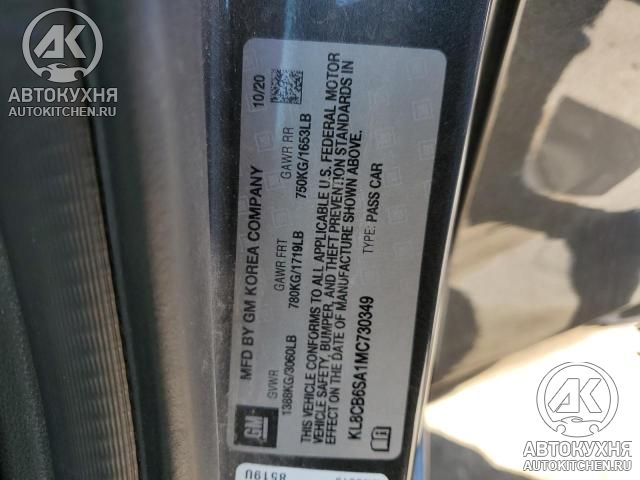 AK
АВТОКУХНЯ
AUTOKITCHEN.RU
MFD BY GM KOREA COMPANY
10/20
GVWR
GAWR FRT
GAWR RR
1388KG/3060LB
780KG/1719LB
750KG/1653LB
THIS VEHICLE CONFORMS TO ALL APPLICABLE U.S. FEDERAL MOTOR
VEHICLE SAFETY, BUMPER, AND THEFT PREVENTION STANDARDS IN
EFFECT ON THE DATE OF MANUFACTURE SHOWN ABOVE.
KL8CB6SA1MC730349
TYPE: PASS CAR
GM
8519U
AK
АВТОКУХНЯ
AUTOKITCHEN.RU